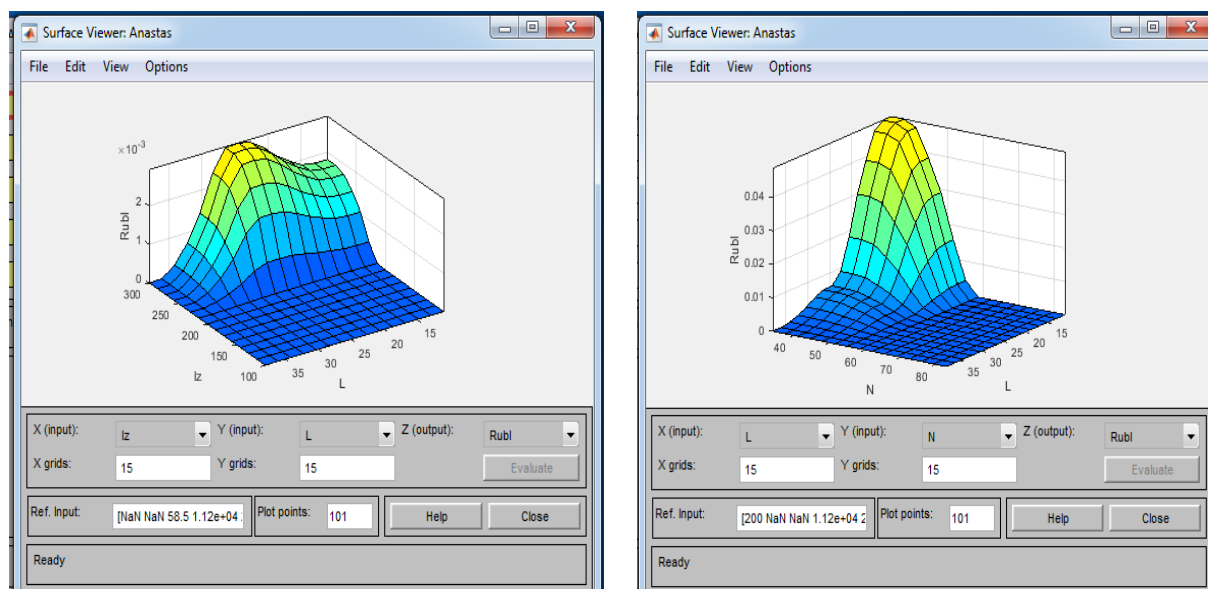 Surface Viewer: Anastas
File Edit View Options
×10⁻³
2
1
0
Rubl
300
250
200
150
100
Iz
35
30
25
20
15
L
X (input): Iz Y (input): L Z (output): Rubl
X grids: 15 Y grids: 15 Evaluate
Ref. Input: [NaN NaN 58.5 1.12e+04 Plot points: 101 Help Close
Ready
Surface Viewer: Anastas
File Edit View Options
0.04
0.03
0.02
0.01
0
Rubl
40
50
60
70
80
N
35
30
25
20
15
L
X (input): L Y (input): N Z (output): Rubl
X grids: 15 Y grids: 15 Evaluate
Ref. Input: [200 NaN NaN 1.12e+04 2 Plot points: 101 Help Close
Ready